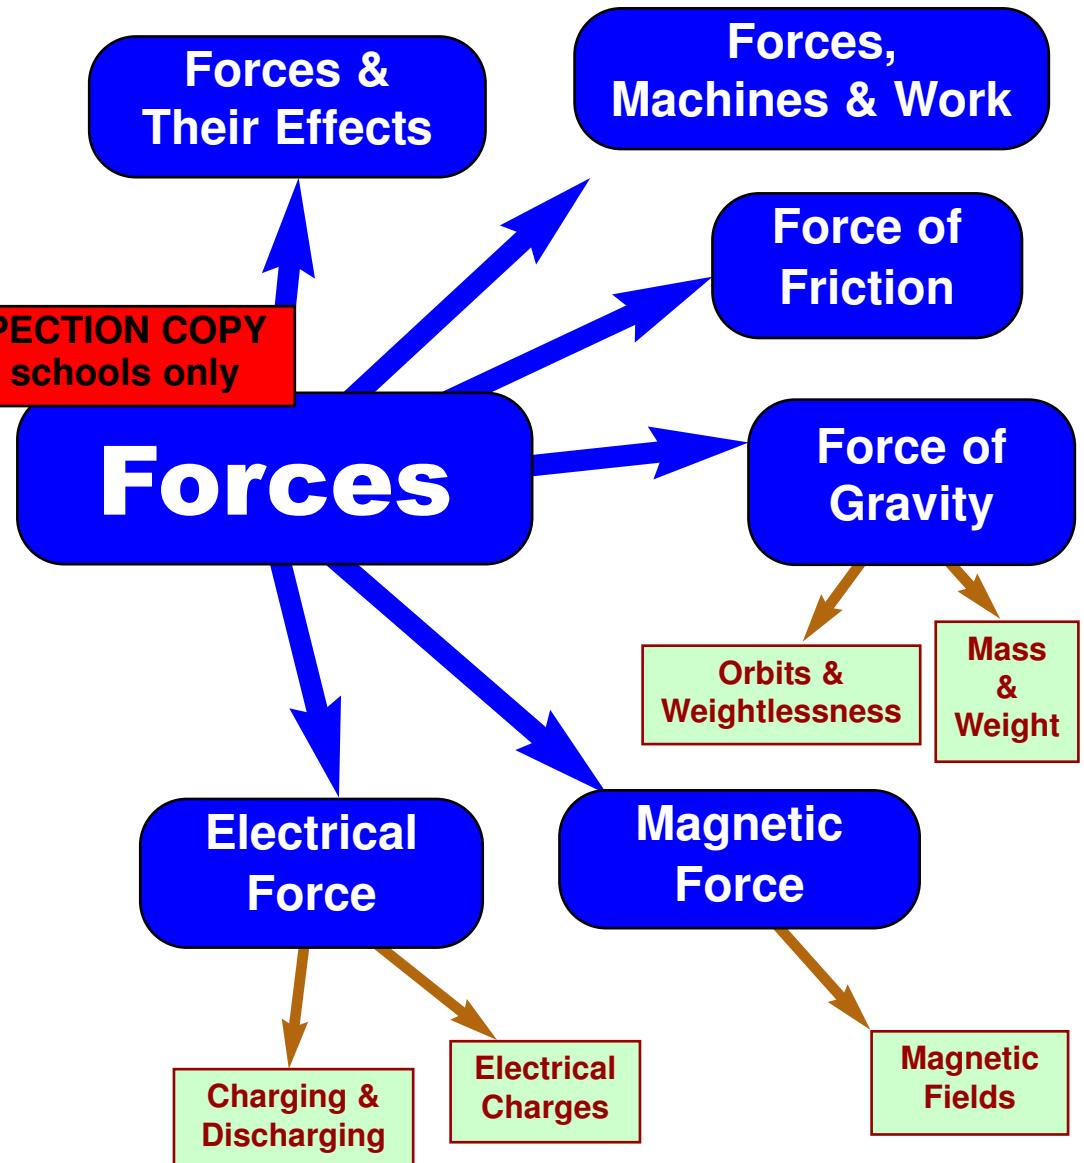 Forces &
Their Effects
Forces,
Machines & Work
Force of
Friction
PECTION COPY
schools only
Forces
Force of
Gravity
Orbits &
Weightlessness
Mass
&
Weight
Electrical
Force
Magnetic
Force
Charging &
Discharging
Electrical
Charges
Magnetic
Fields